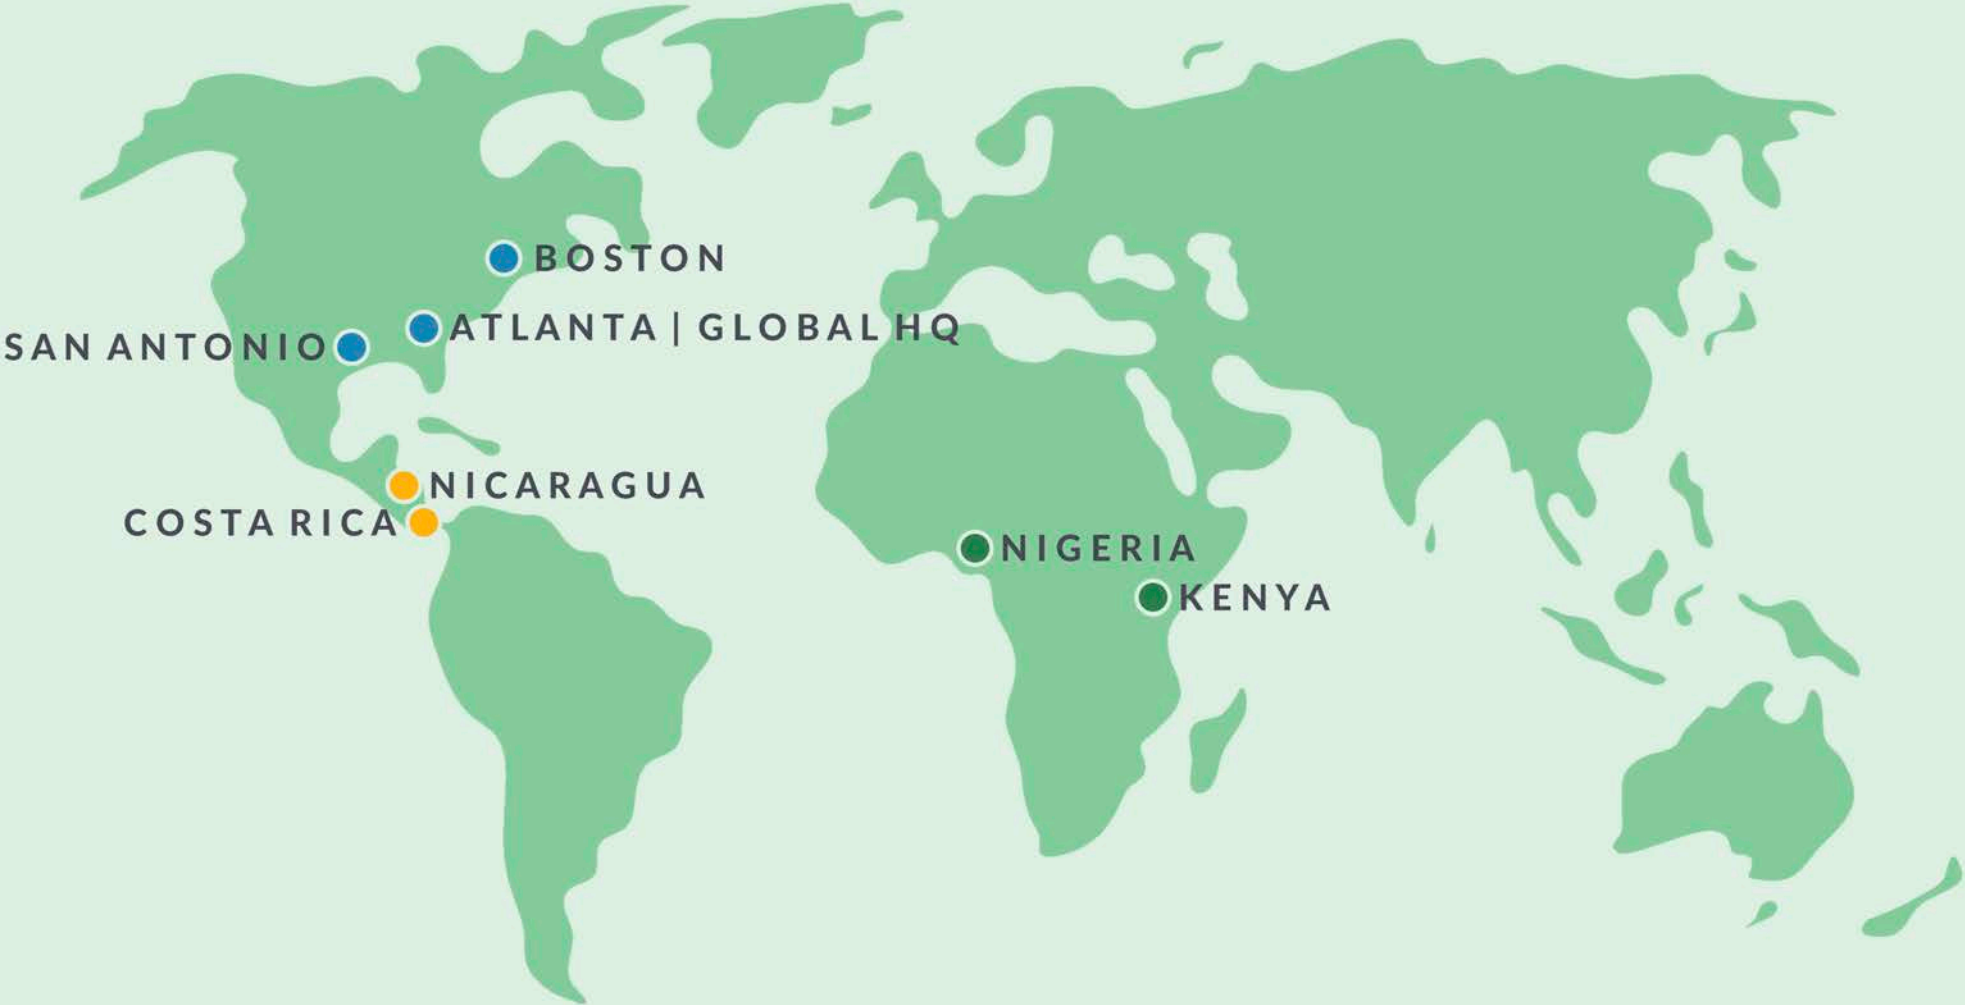 BOSTON
ATLANTA | GLOBAL HQ
SAN ANTONIO
NICARAGUA
COSTA RICA
NIGERIA
KENYA